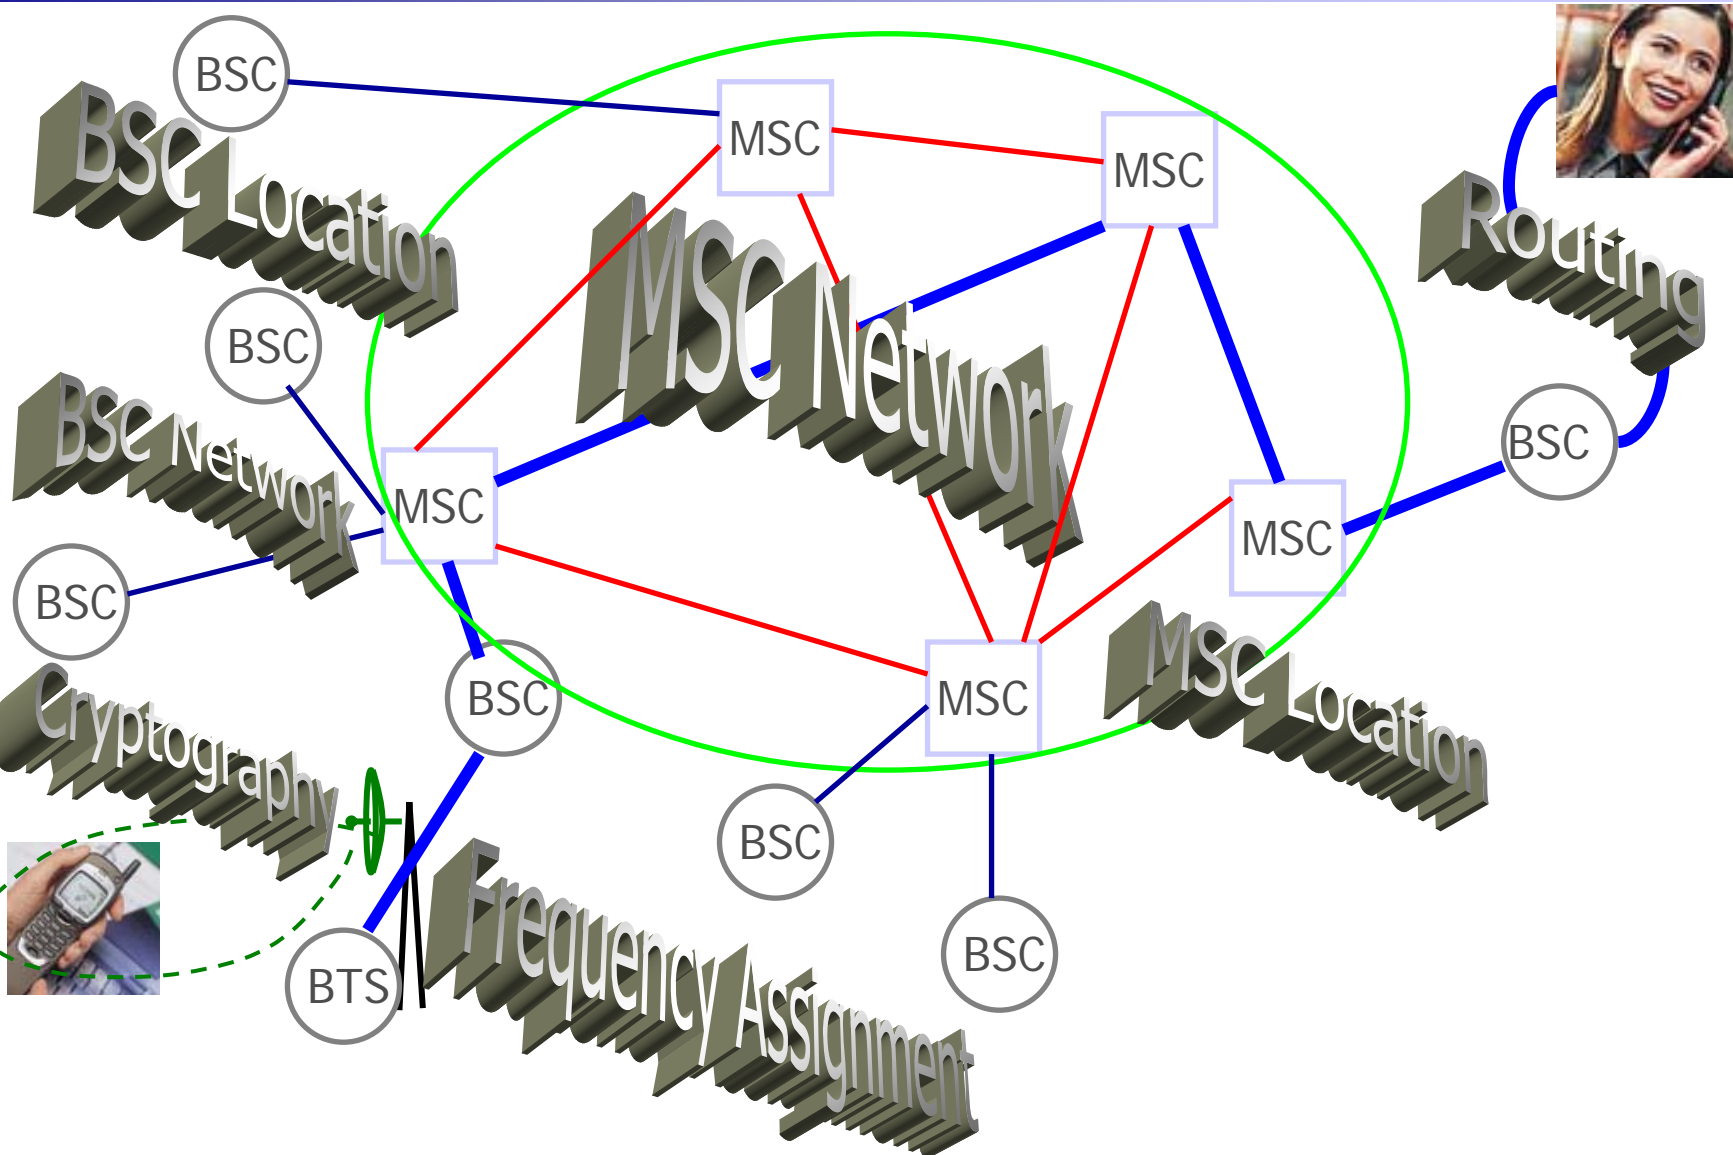 BSC
MSC
MSC
BSC Location
Routing
MSC Network
BSC
BSC Network
BSC
MSC
MSC
BSC
BSC
MSC
MSC Location
Cryptography
BSC
Frequency Assignment
BSC
BTS